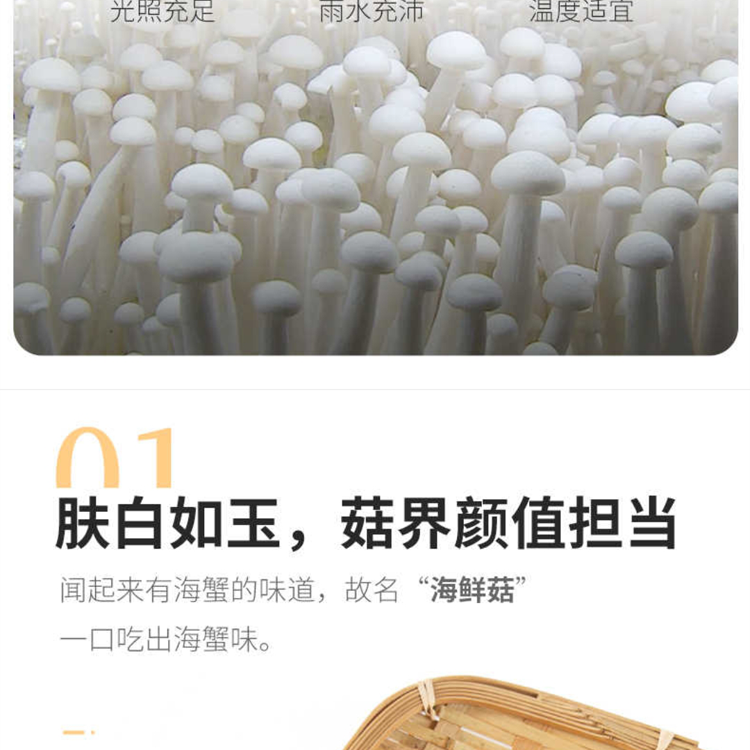 光照充足 雨水充沛 温度适宜
01
肤白如玉，菇界颜值担当
闻起来有海蟹的味道，故名“海鲜菇”
一口吃出海蟹味。